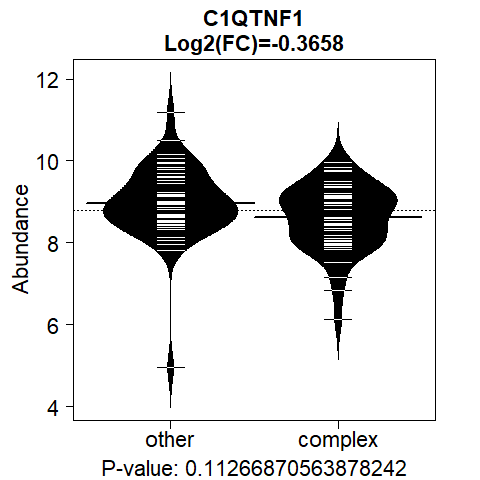 C1QTNF1
Log2(FC)=-0.3658
Abundance
12
10
8
6
4
other complex
P-value: 0.11266870563878242